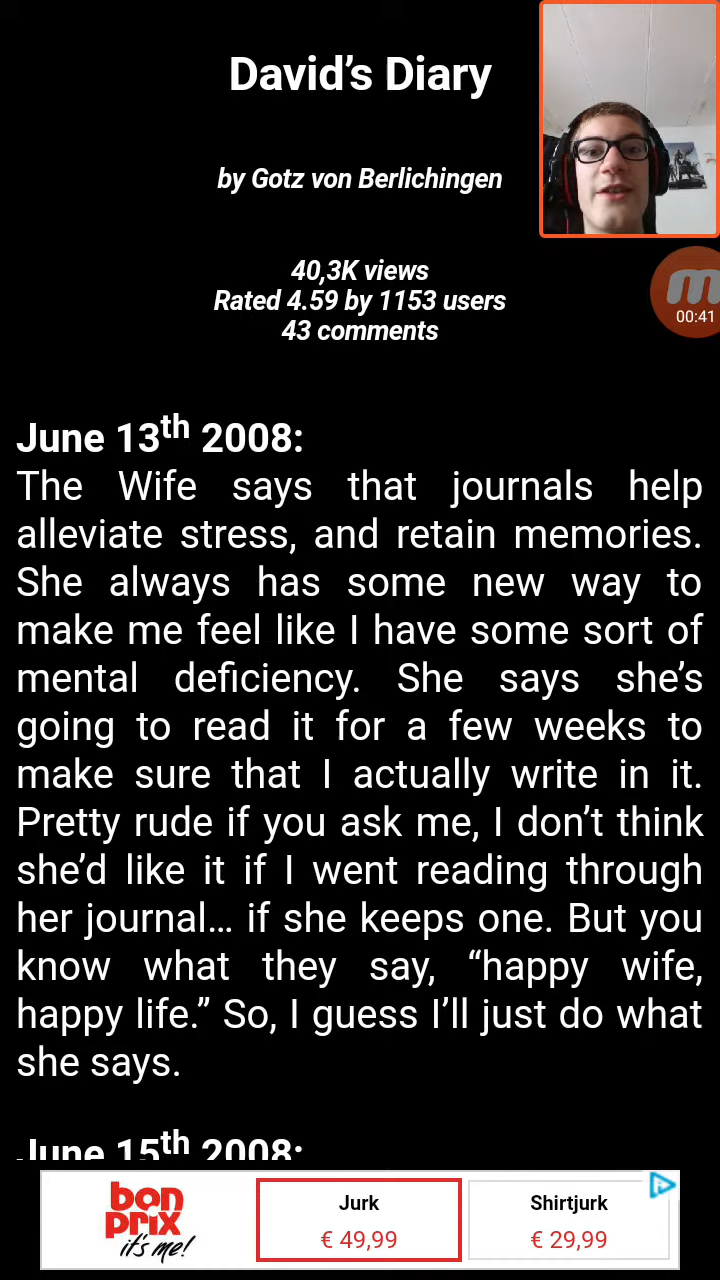 David’s Diary
by Gotz von Berlichingen
40,3K views
Rated 4.59 by 1153 users
43 comments
00:41
June 13th 2008:
The Wife says that journals help
alleviate stress, and retain memories.
She always has some new way to
make me feel like I have some sort of
mental deficiency. She says she’s
going to read it for a few weeks to
make sure that I actually write in it.
Pretty rude if you ask me, I don’t think
she’d like it if I went reading through
her journal… if she keeps one. But you
know what they say, “happy wife,
happy life.” So, I guess I’ll just do what
she says.
June 15th 2008:
bon
prix
it's me!
Jurk
€ 49,99
Shirtjurk
€ 29,99